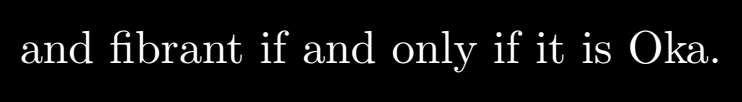 and fibrant if and only if it is Oka.